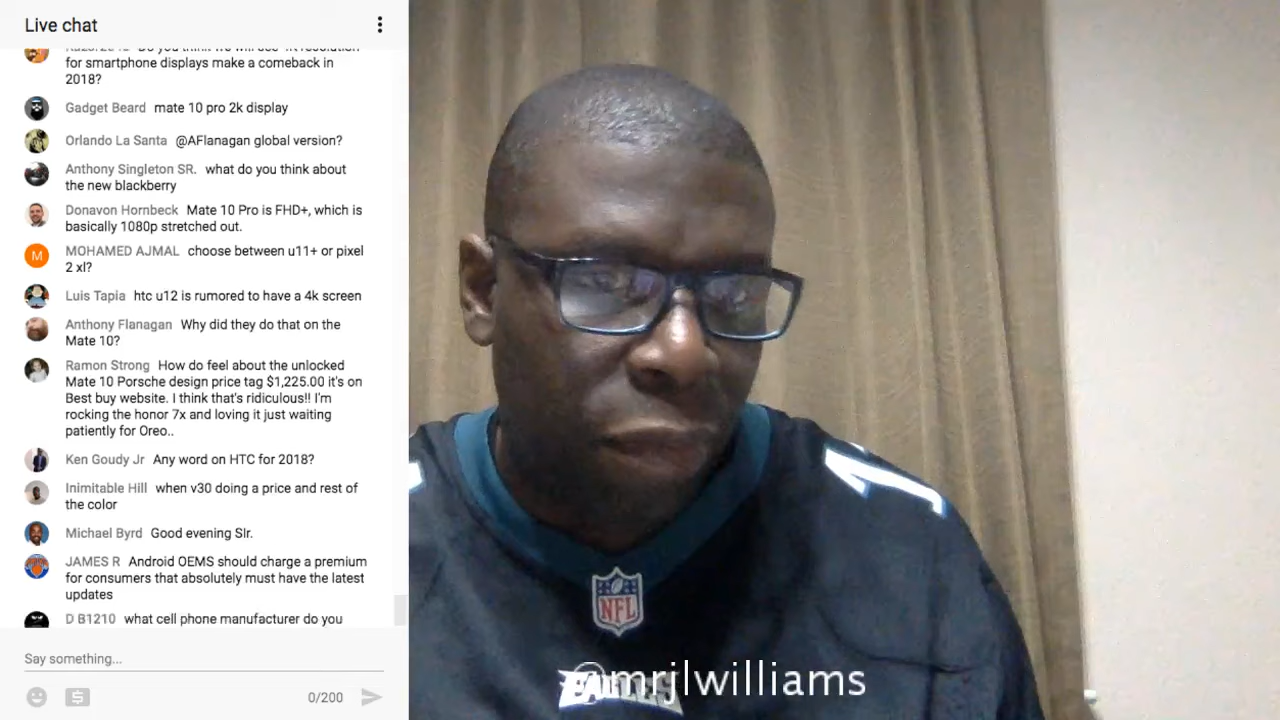 Live chat
for smartphone displays make a comeback in
2018?
Gadget Beard mate 10 pro 2k display
Orlando La Santa @AFlanagan global version?
Anthony Singleton SR. what do you think about
the new blackberry
Donavon Hornbeck Mate 10 Pro is FHD+, which is
basically 1080p stretched out.
M MOHAMED AJMAL choose between u11+ or pixel
2 xl?
Luis Tapia htc u12 is rumored to have a 4k screen
Anthony Flanagan Why did they do that on the
Mate 10?
Ramon Strong How do feel about the unlocked
Mate 10 Porsche design price tag $1,225.00 it's on
Best buy website. I think that's ridiculous!! I'm
rocking the honor 7x and loving it just waiting
patiently for Oreo..
Ken Goudy Jr Any word on HTC for 2018?
Inimitable Hill when v30 doing a price and rest of
the color
Michael Byrd Good evening SIr.
JAMES R Android OEMS should charge a premium
for consumers that absolutely must have the latest
updates
D B1210 what cell phone manufacturer do you
Say something...
0/200
NFL
@mrjlwilliams